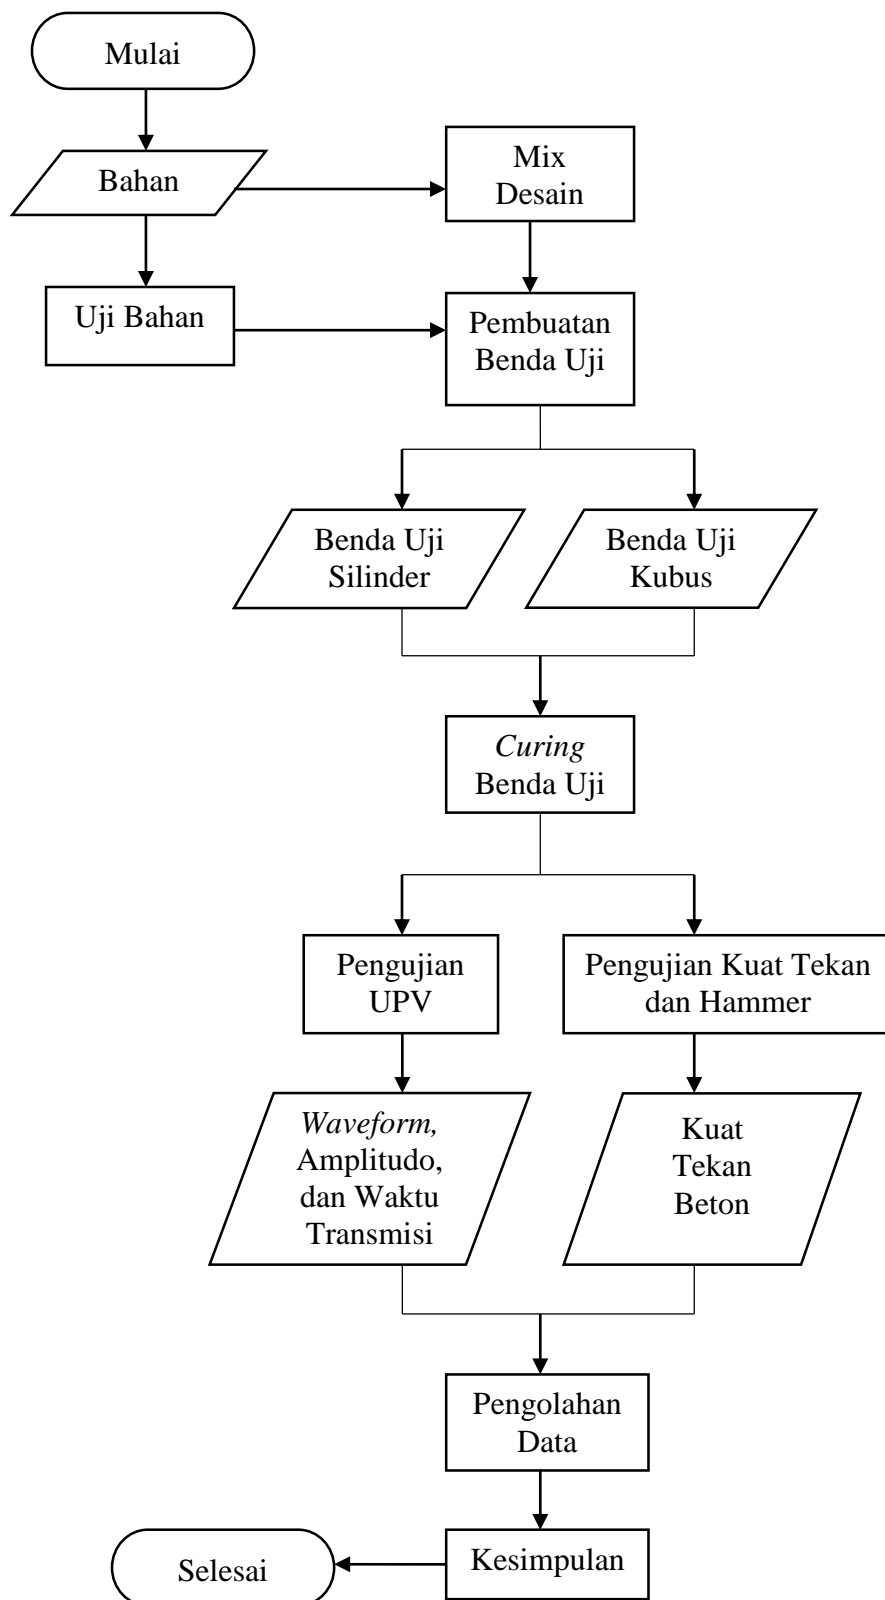 Mulai
Bahan
Mix
Desain
Uji Bahan
Pembuatan
Benda Uji
Benda Uji
Silinder
Benda Uji
Kubus
Curing
Benda Uji
Pengujian
UPV
Pengujian Kuat Tekan
dan Hammer
Waveform,
Amplitudo,
dan Waktu
Transmisi
Kuat
Tekan
Beton
Pengolahan
Data
Kesimpulan
Selesai